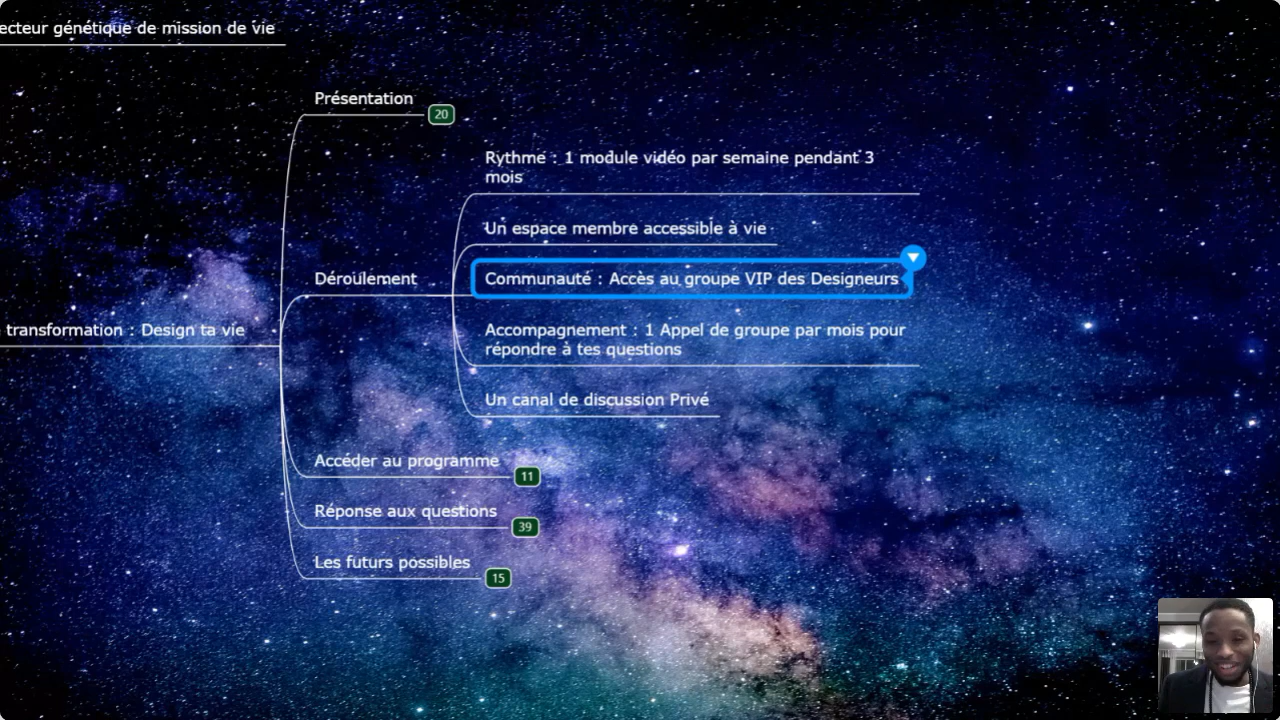 ecteur génétique de mission de vie
Présentation
20
Rythme : 1 module vidéo par semaine pendant 3
mois
Un espace membre accessible à vie
Déroulement
Communauté : Accès au groupe VIP des Designeurs
transformation : Design ta vie
Accompagnement : 1 Appel de groupe par mois pour
répondre à tes questions
Un canal de discussion Privé
Accéder au programme
11
Réponse aux questions
39
Les futurs possibles
15